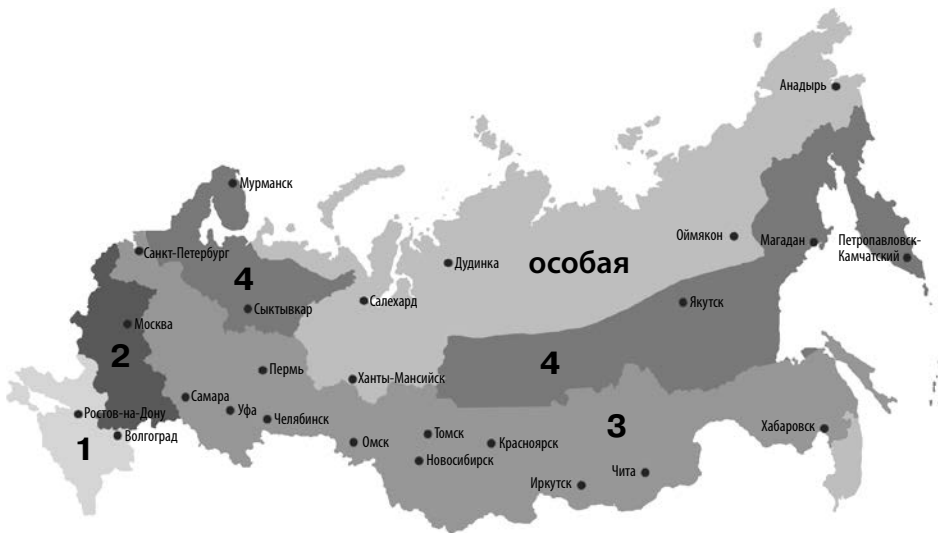 Анадырь
Мурманск
Оймякон
Магадан
Петропавловск-
Камчатский
Санкт-Петербург
Дудинка
особая
4
Салехард
Якутск
Сыктывкар
Москва
2
4
Пермь
Ханты-Мансийск
Самара
Ростов-на-Дону
Уфа
Челябинск
3
Хабаровск
1
Волгоград
Омск
Томск
Красноярск
Новосибирск
Чита
Иркутск